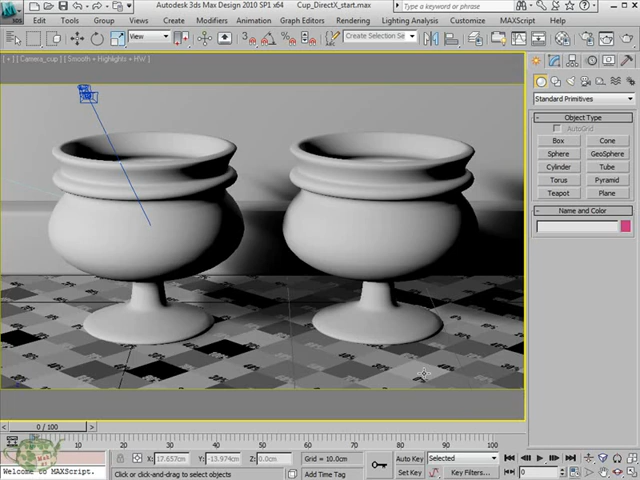 Autodesk 3ds Max Design 2010 SP1 x64 Cup_DirectX_start.max
Type a keyword or phrase
Edit Tools Group Views Create Modifiers Animation Graph Editors Rendering Lighting Analysis Customize MAXScript Help
View
Create Selection Se
[ + ] [ Camera_cup ] [ Smooth + Highlights + HW ]
Standard Primitives
- Object Type
AutoGrid
Box Cone
Sphere GeoSphere
Cylinder Tube
Torus Pyramid
Teapot Plane
- Name and Color
0 / 100
10 20 30 40 50 60 70 80 90 100
X: 17.657cm Y: -13.974cm Z: 0.0cm Grid = 10.0cm
Auto Key Selected
Welcome to MAXScript.
Click or click-and-drag to select objects
Add Time Tag
Set Key Key Filters...
0